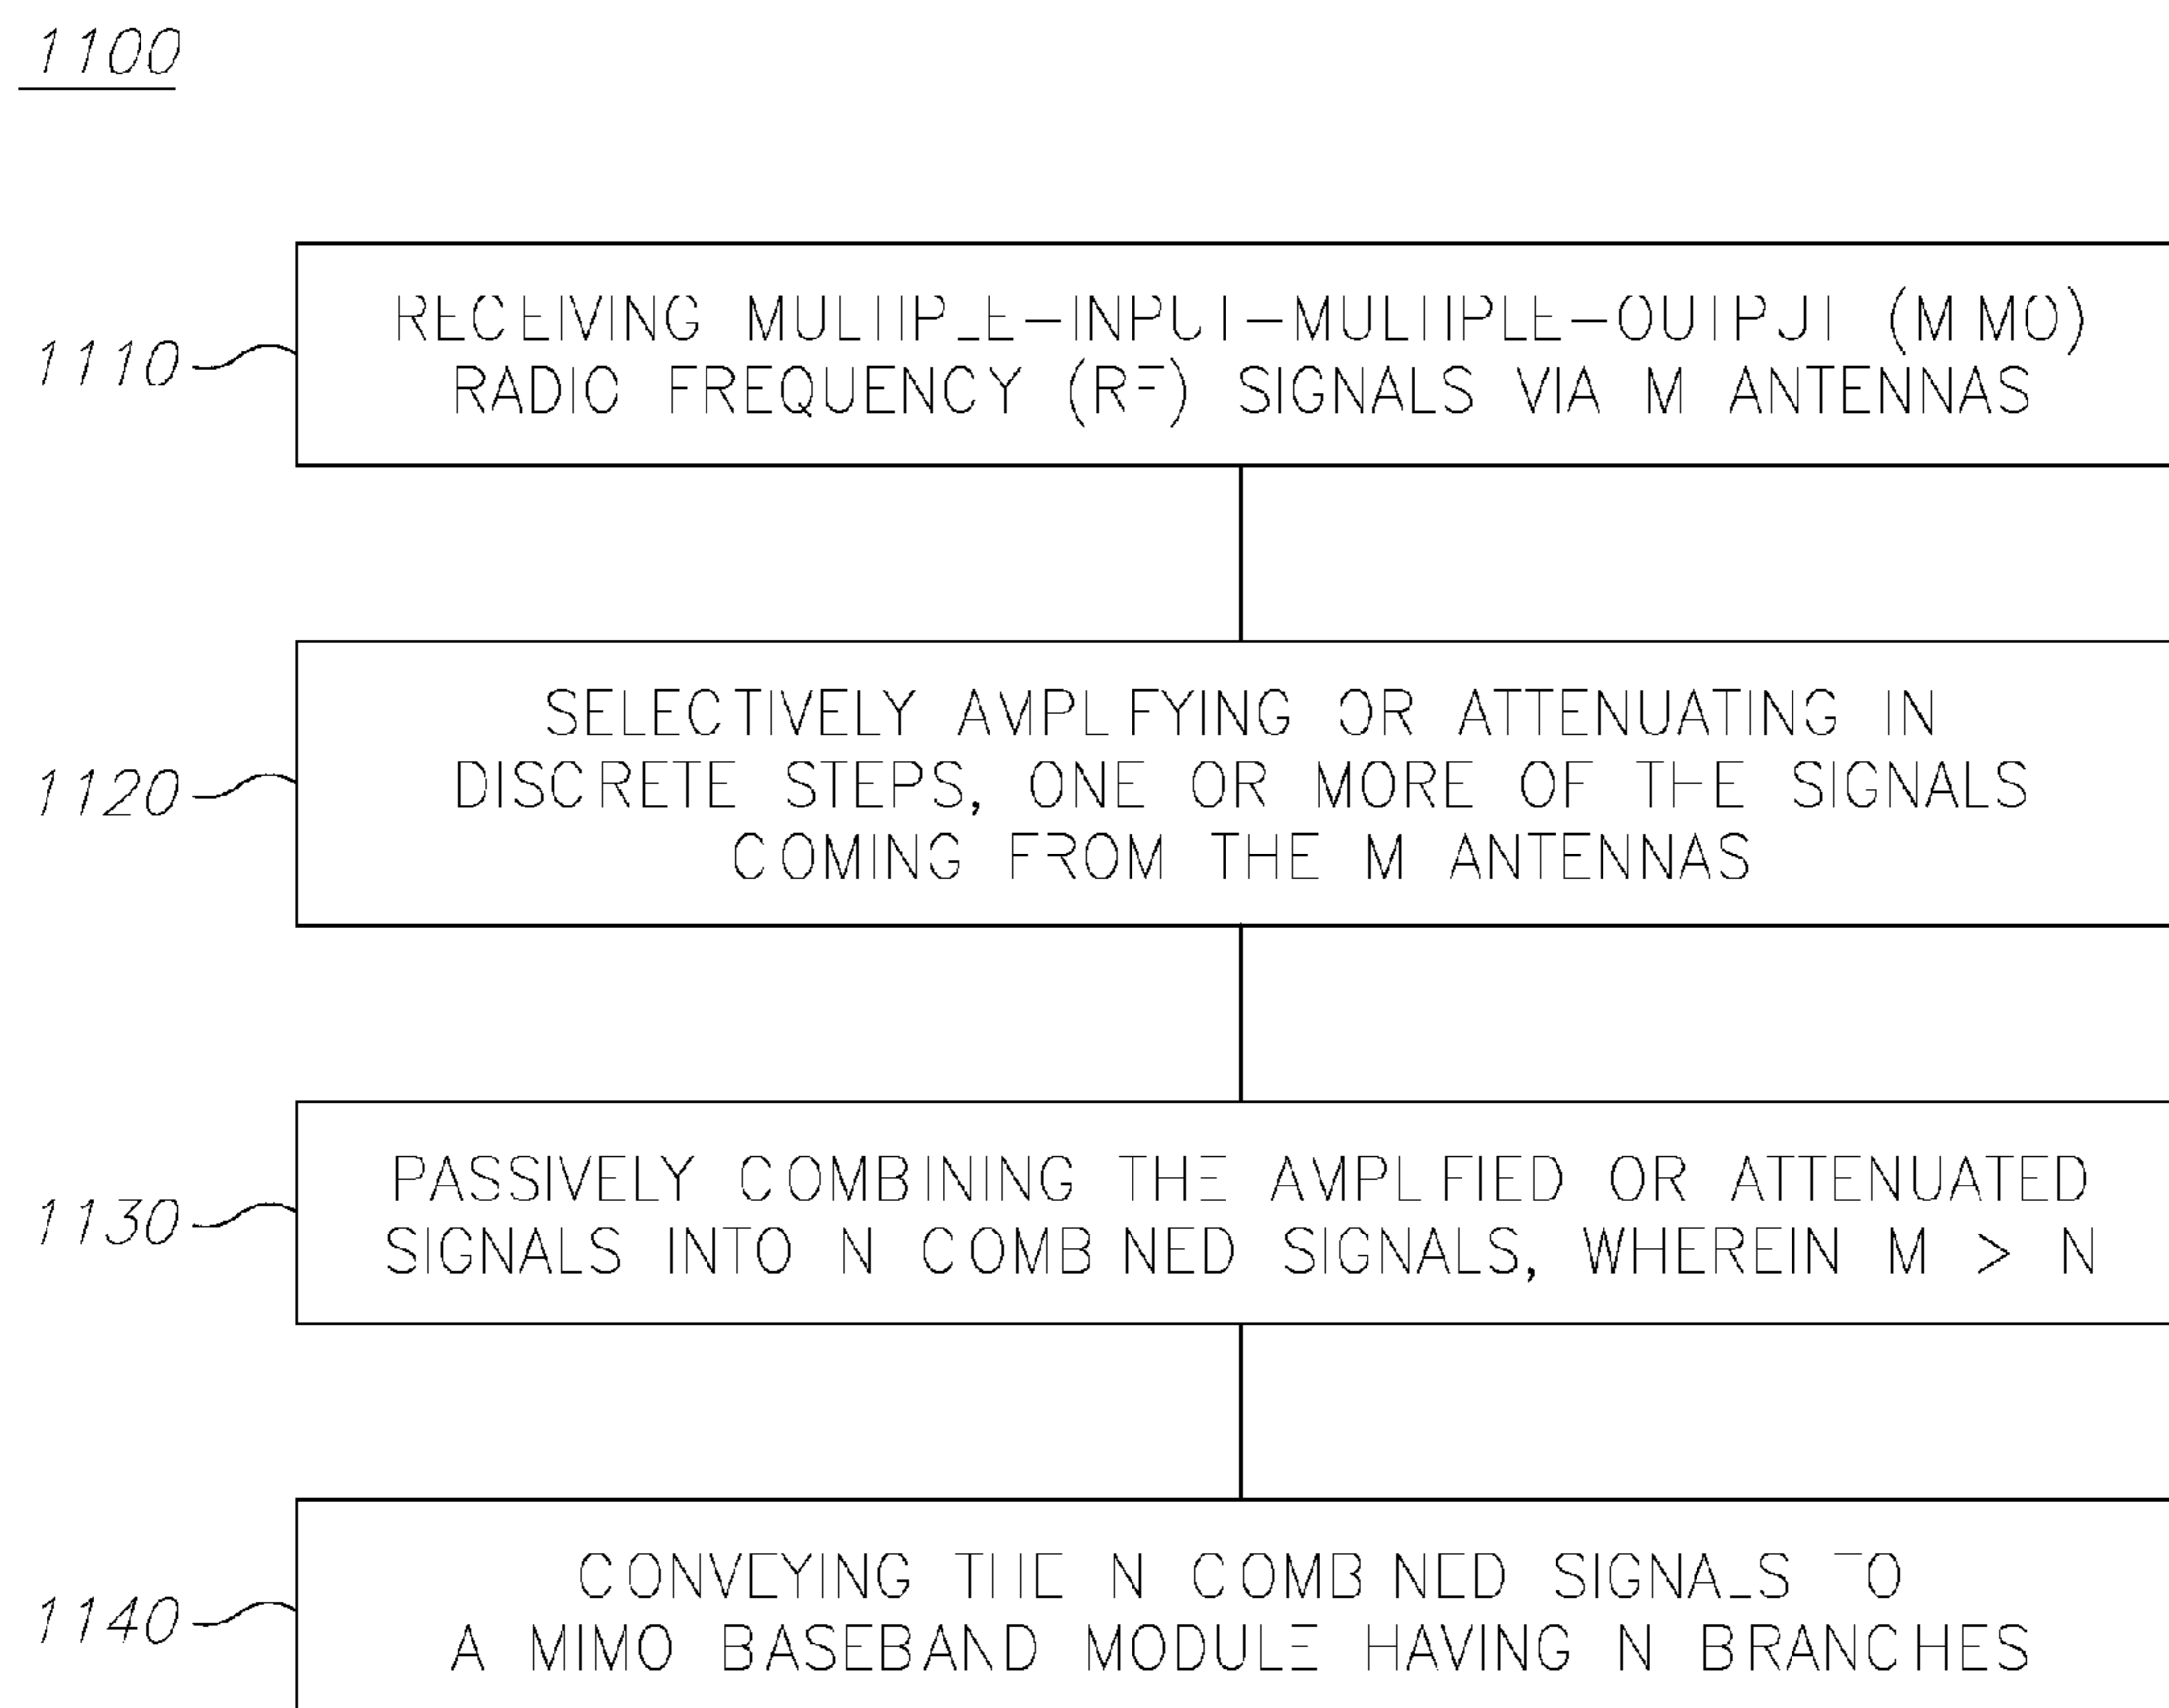 1100
1110
RECEIVING MULTIPLE-INPUT-MULTIPLE-OUTPUT (MIMO)
RADIO FREQUENCY (RF) SIGNALS VIA M ANTENNAS
1120
SELECTIVELY AMPLIFYING OR ATTENUATING IN
DISCRETE STEPS, ONE OR MORE OF THE SIGNALS
COMING FROM THE M ANTENNAS
1130
PASSIVELY COMBINING THE AMPLIFIED OR ATTENUATED
SIGNALS INTO N COMBINED SIGNALS, WHEREIN M > N
1140
CONVEYING THE N COMBINED SIGNALS TO
A MIMO BASEBAND MODULE HAVING N BRANCHES